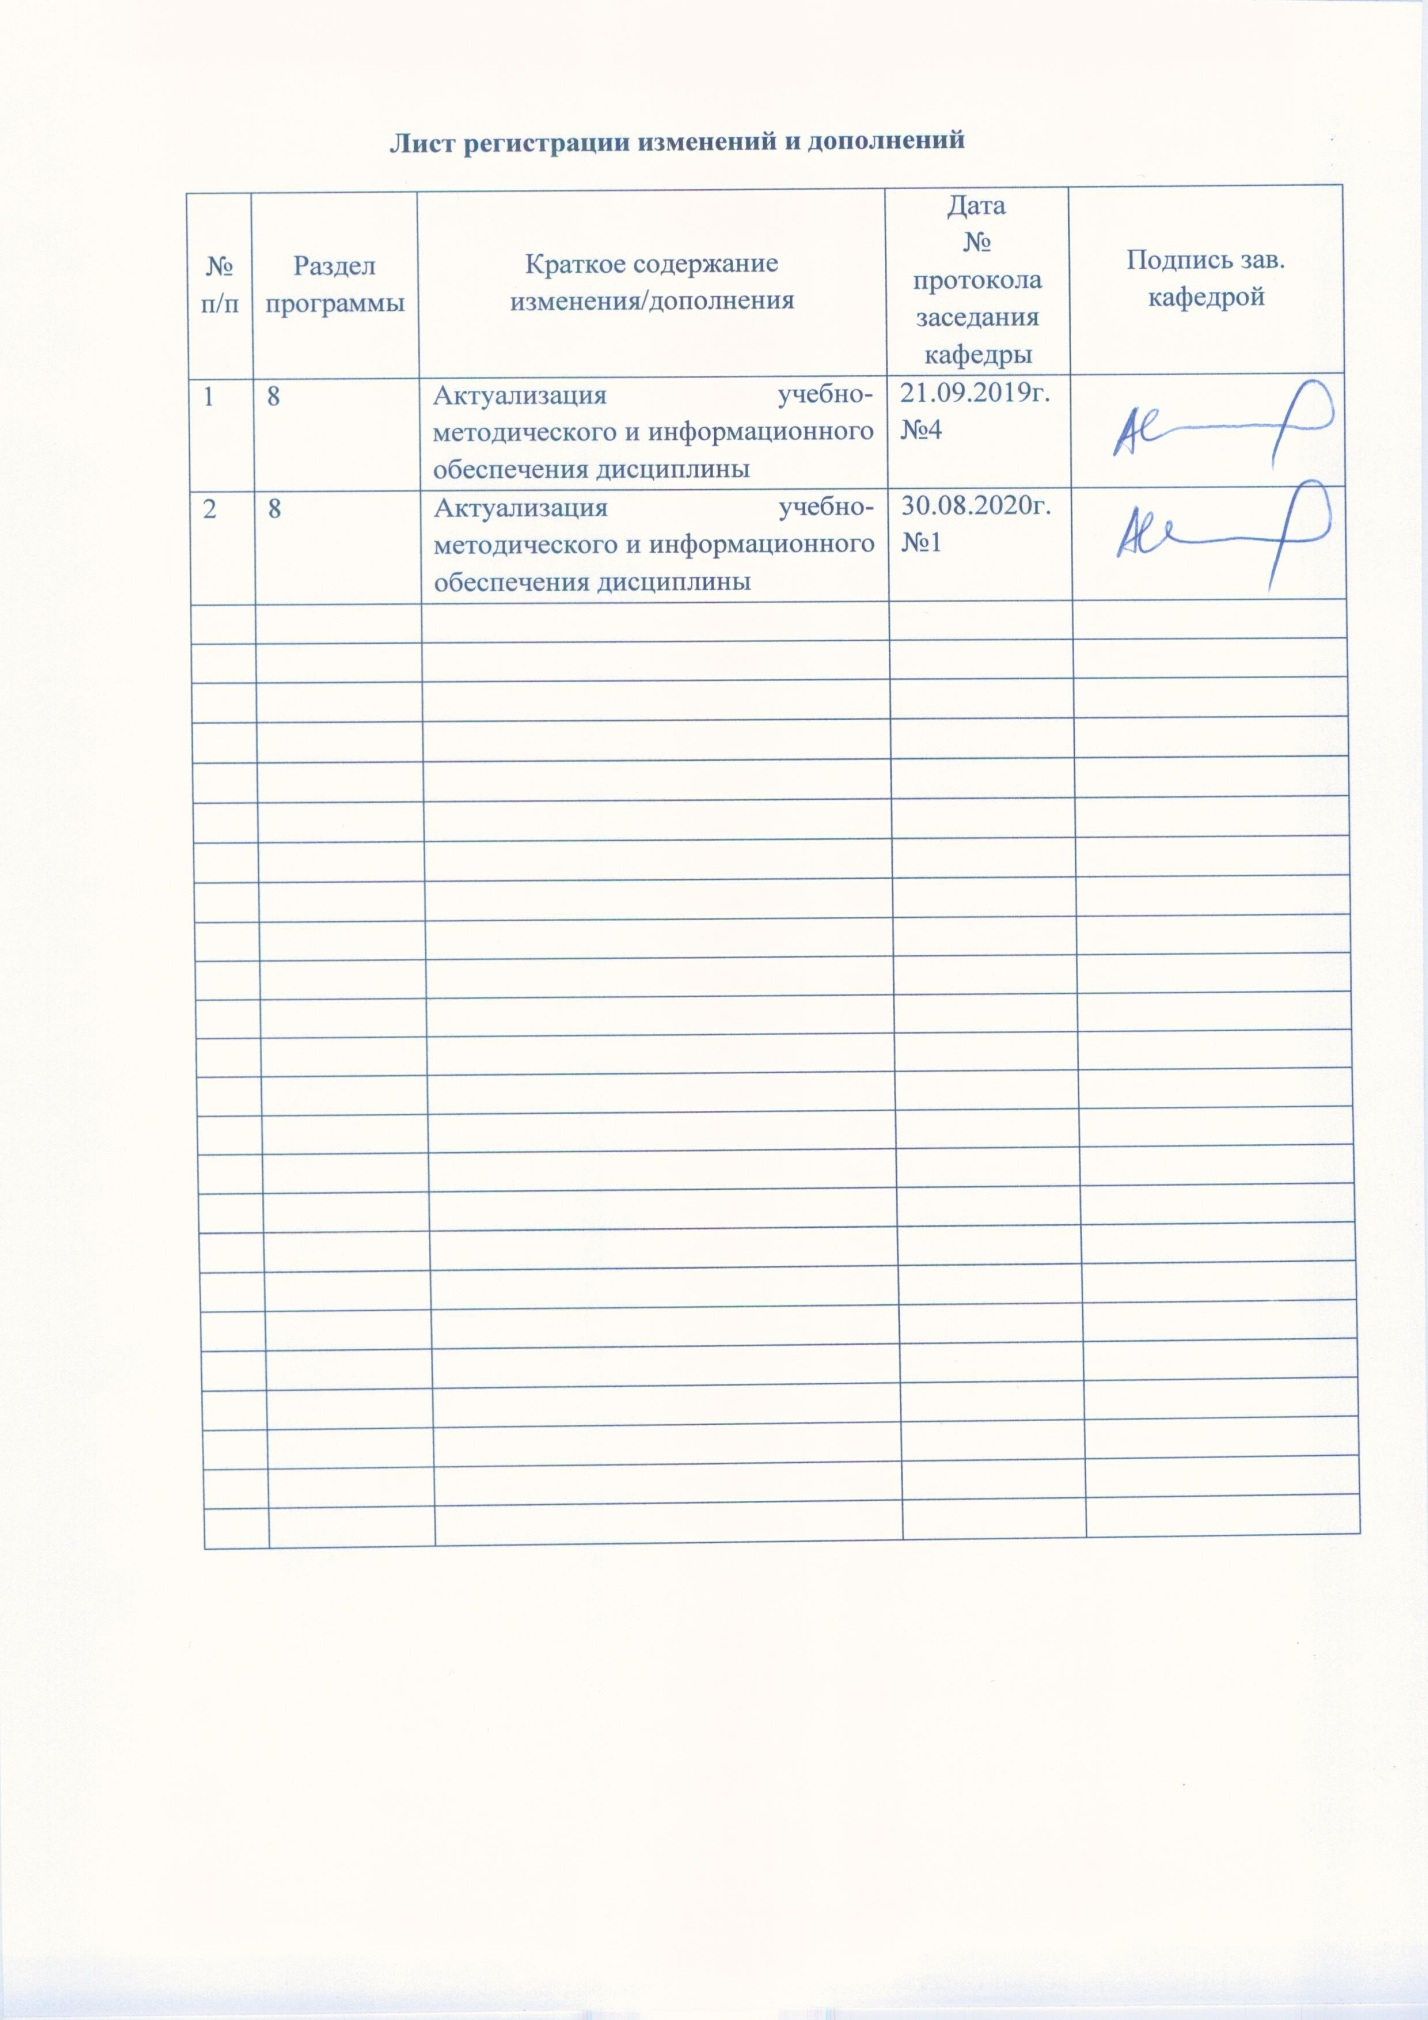 Лист регистрации изменений и дополнений
№
п/п
Раздел
программы
Краткое содержание
изменения/дополнения
Дата
№
протокола
заседания
кафедры
Подпись зав.
кафедрой
1
8
Актуализация учебно-
методического и информационного
обеспечения дисциплины
21.09.2019г.
№4
2
8
Актуализация учебно-
методического и информационного
обеспечения дисциплины
30.08.2020г.
№1